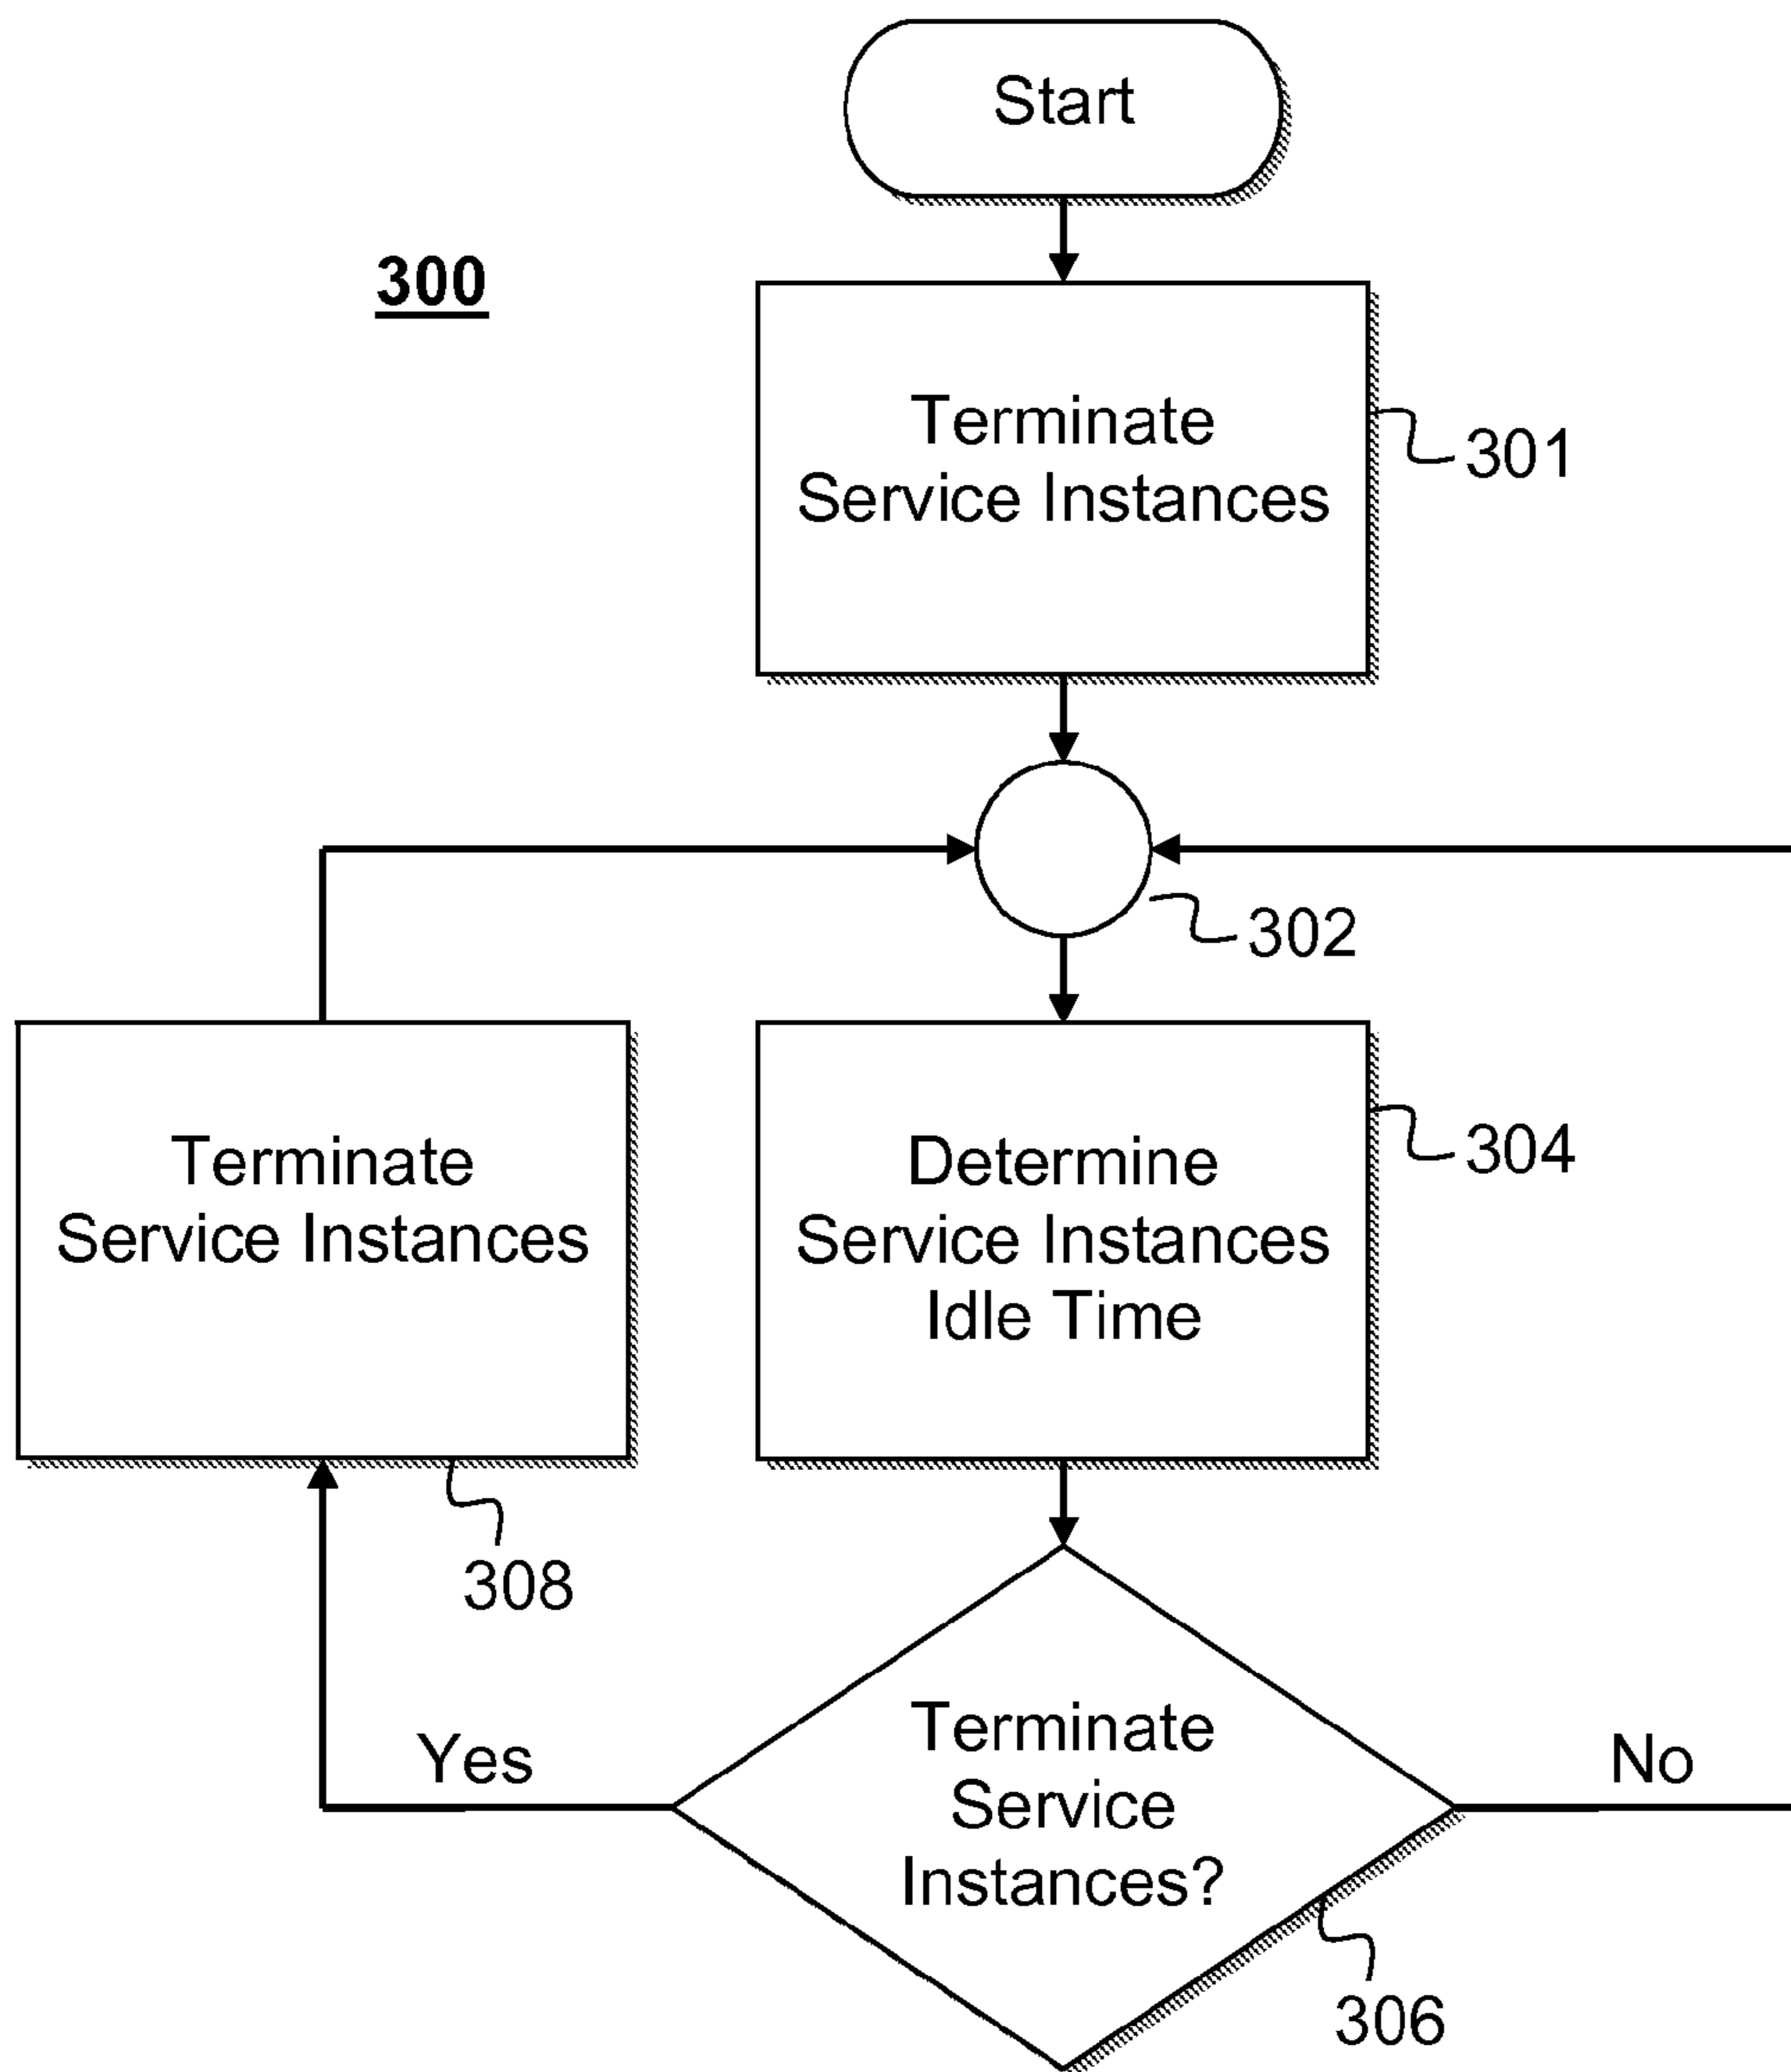 Start
300
Terminate
Service Instances
301
302
Terminate
Service Instances
Determine
Service Instances
Idle Time
304
308
Yes
Terminate
Service
Instances?
No
306